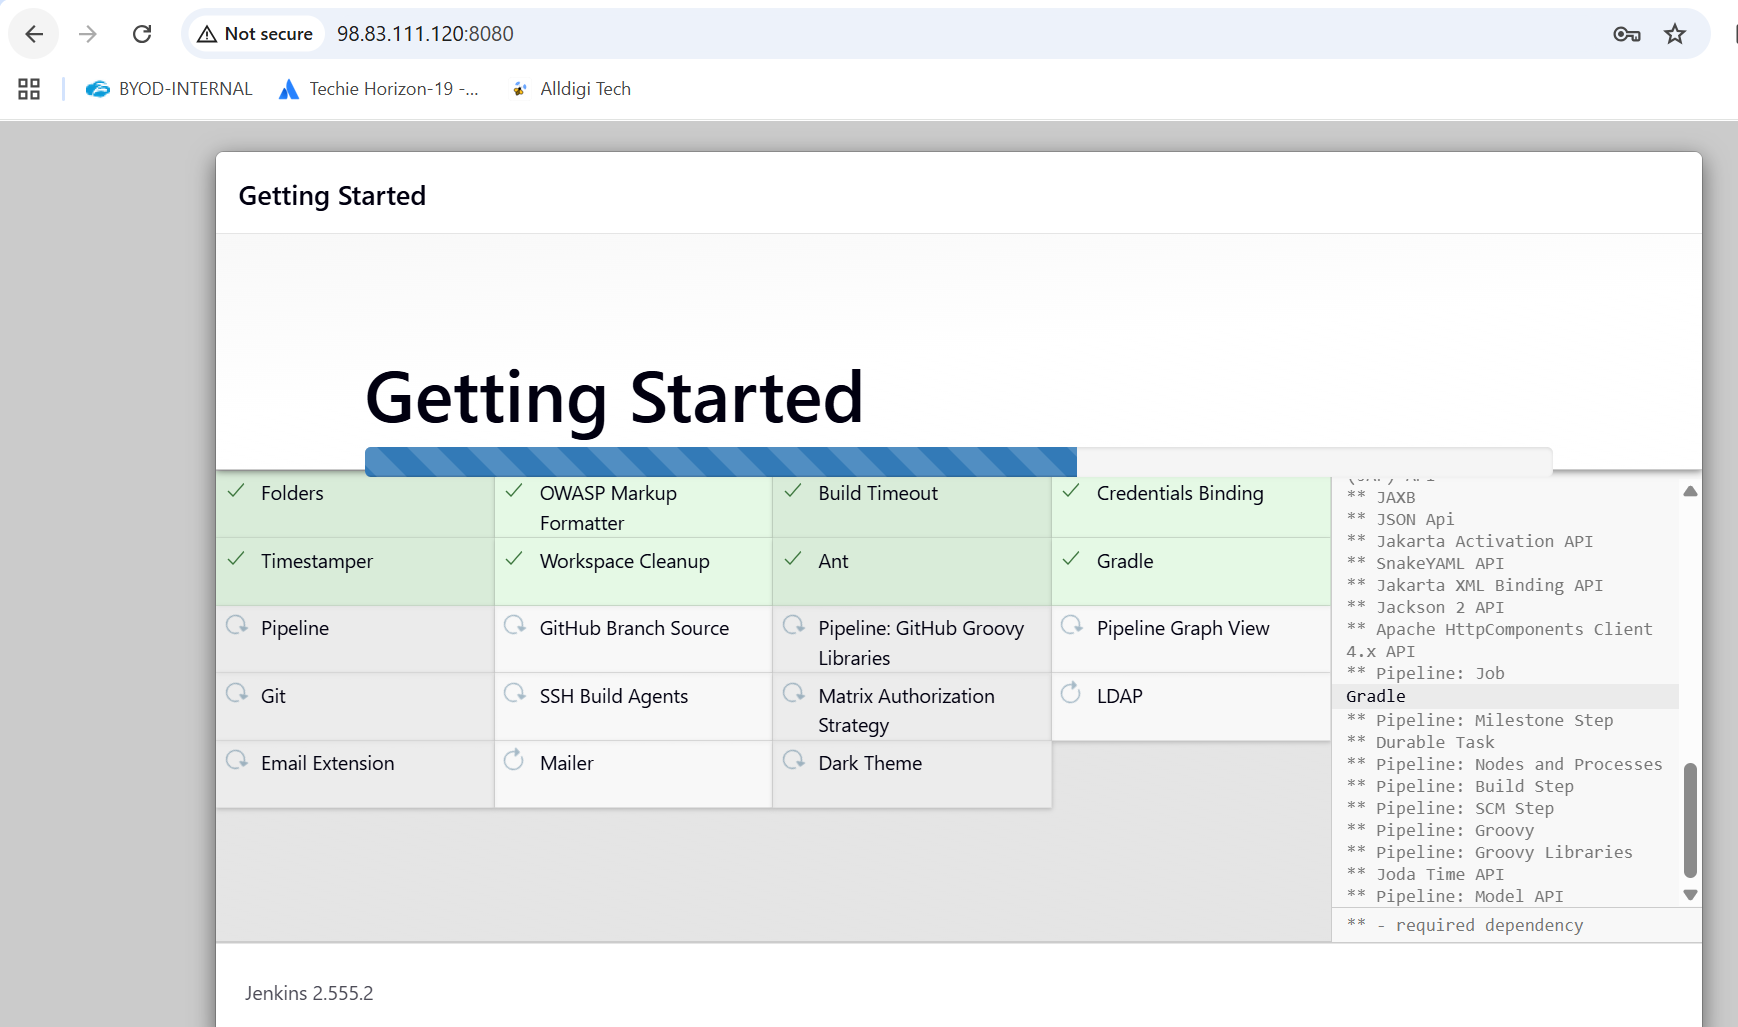 Not secure
98.83.111.120:8080
BYOD-INTERNAL
Techie Horizon-19 -...
Alldigi Tech
Getting Started
Getting Started
Folders
OWASP Markup
Formatter
Build Timeout
Credentials Binding
Timestamper
Workspace Cleanup
Ant
Gradle
Pipeline
GitHub Branch Source
Pipeline: GitHub Groovy
Libraries
Pipeline Graph View
Git
SSH Build Agents
Matrix Authorization
Strategy
LDAP
Email Extension
Mailer
Dark Theme
** JAXB
** JSON Api
** Jakarta Activation API
** SnakeYAML API
** Jakarta XML Binding API
** Jackson 2 API
** Apache HttpComponents Client
4.x API
** Pipeline: Job
Gradle
** Pipeline: Milestone Step
** Durable Task
** Pipeline: Nodes and Processes
** Pipeline: Build Step
** Pipeline: SCM Step
** Pipeline: Groovy
** Pipeline: Groovy Libraries
** Joda Time API
** Pipeline: Model API
** - required dependency
Jenkins 2.555.2